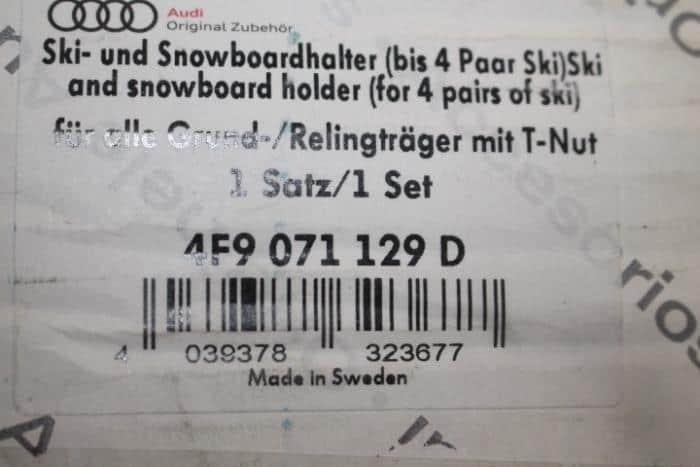 Audi
Original Zubehör
Ski- und Snowboardhalter (bis 4 Paar Ski)Ski
and snowboard holder (for 4 pairs of ski)
für alle Grund-/Relingträger mit T-Nut
1 Satz/1 Set
4F9 071 129 D
4 039378 323677
Made in Sweden